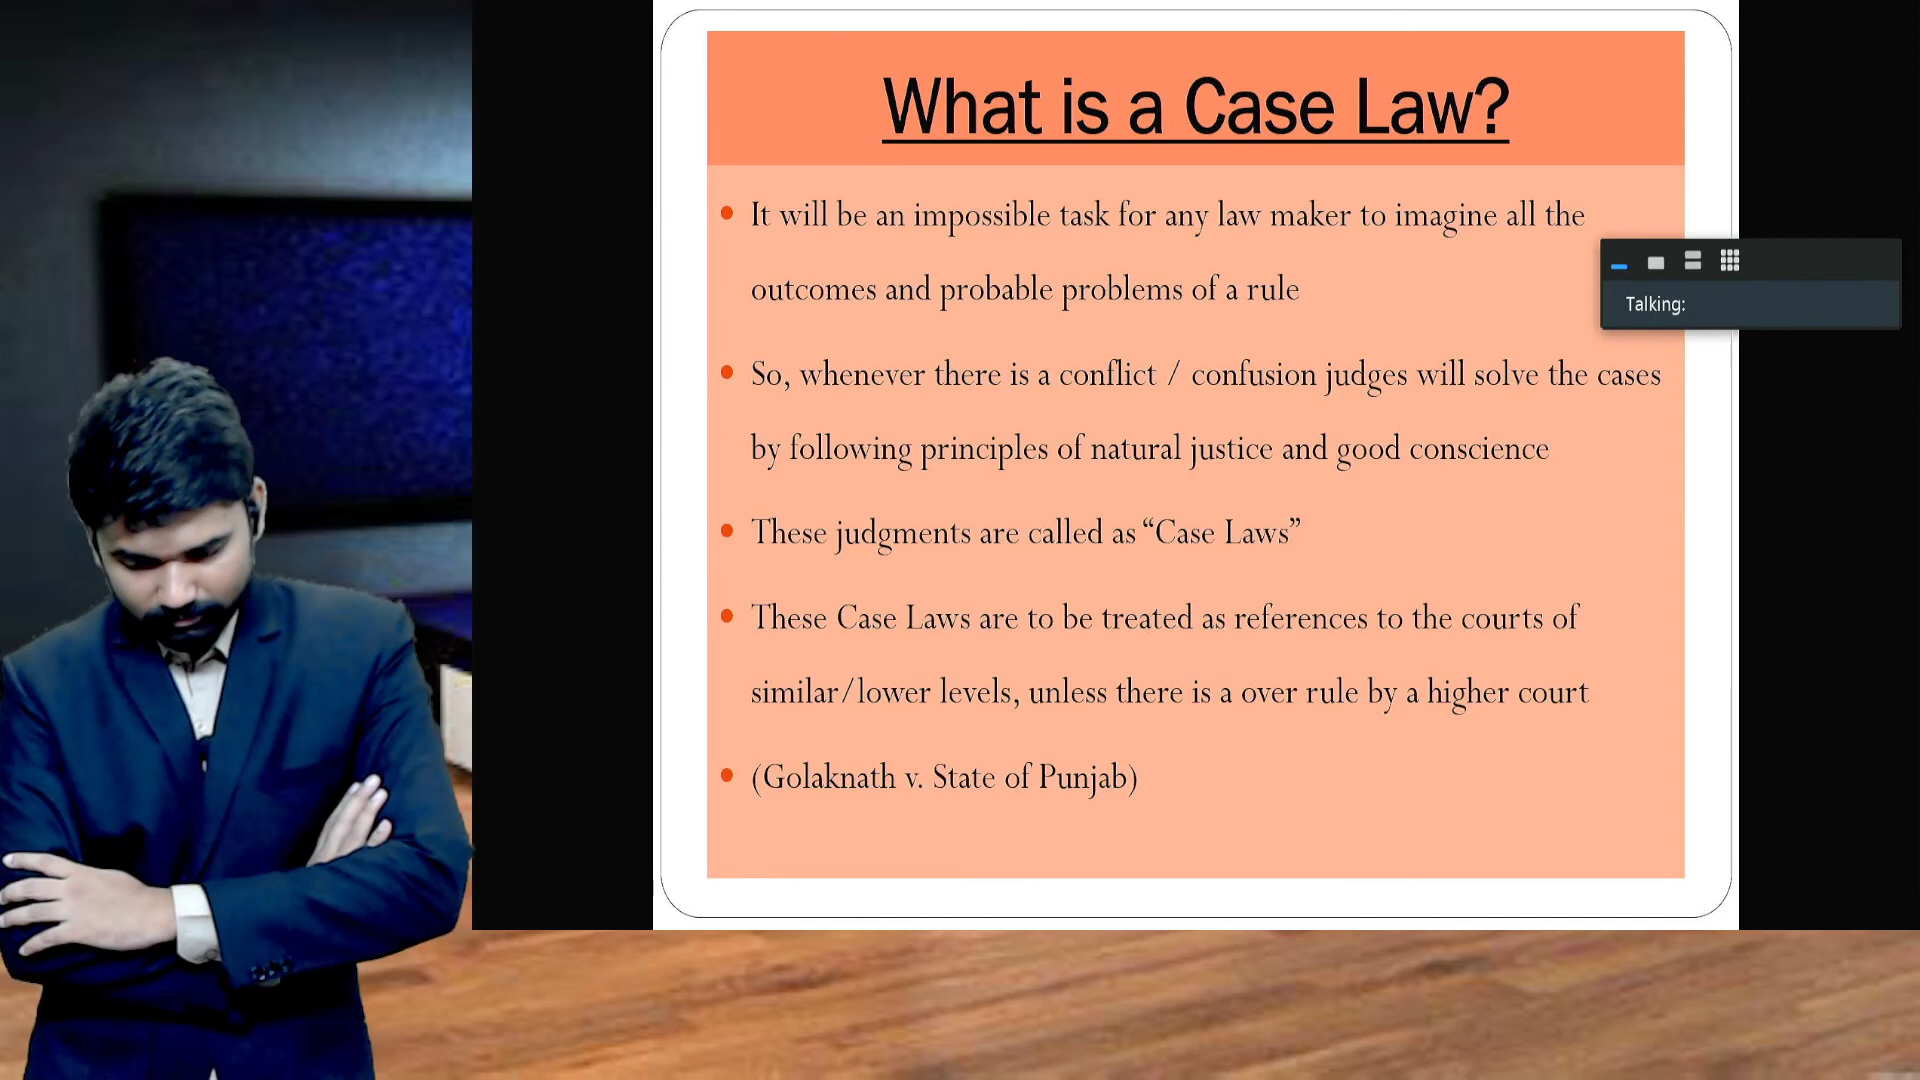 What is a Case Law?
It will be an impossible task for any law maker to imagine all the
outcomes and probable problems of a rule
Talking:
So, whenever there is a conflict / confusion judges will solve the cases
by following principles of natural justice and good conscience
These judgments are called as “Case Laws”
These Case Laws are to be treated as references to the courts of
similar/lower levels, unless there is a over rule by a higher court
(Golaknath v. State of Punjab)